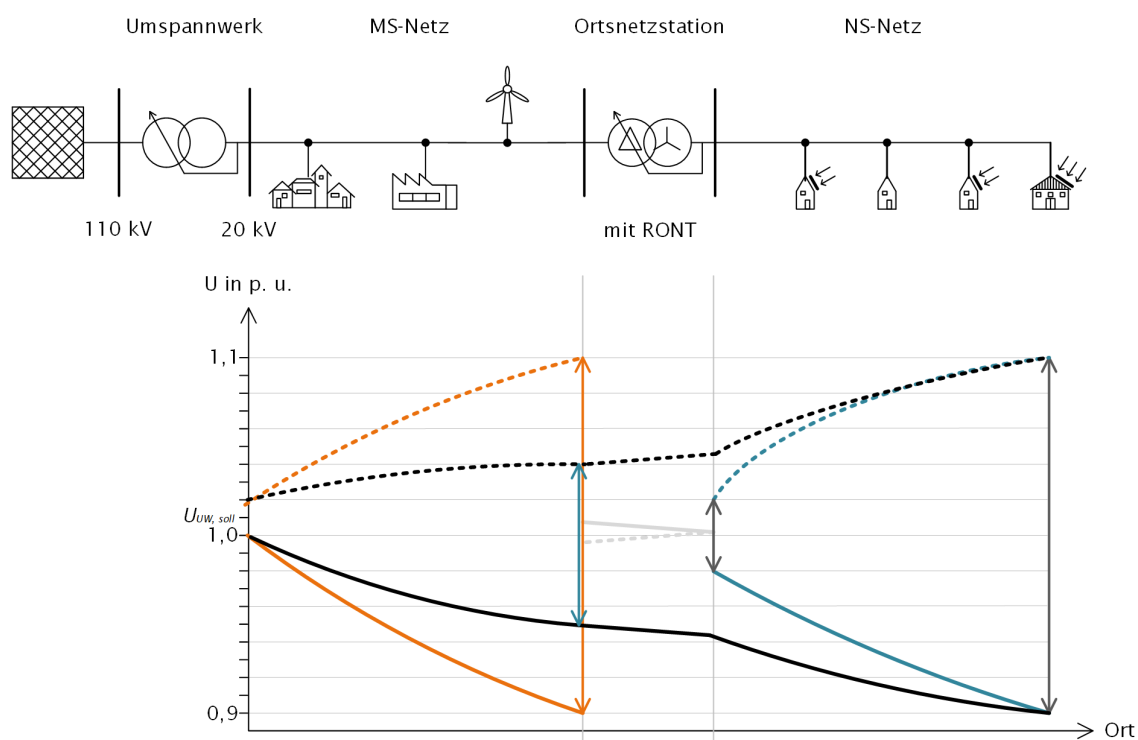 Umspannwerk MS-Netz Ortsnetzstation NS-Netz
110 kV 20 kV mit RONT
U in p. u.
1,1
U UW, soll
1,0
0,9
Ort